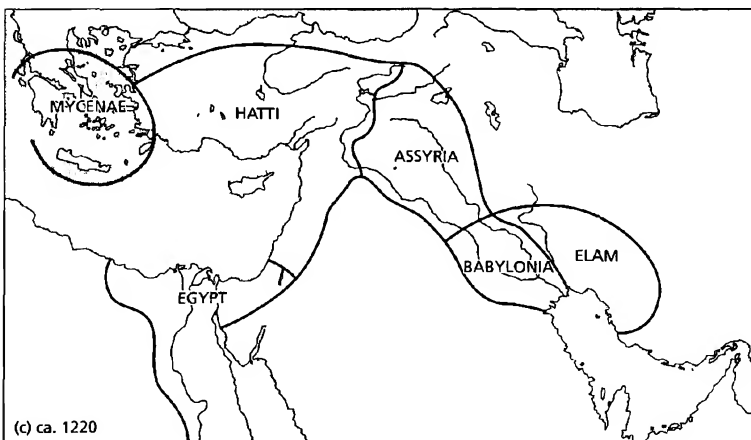 MYCENAE
HATTI
ASSYRIA
BABYLONIA
ELAM
EGYPT
(c) ca. 1220